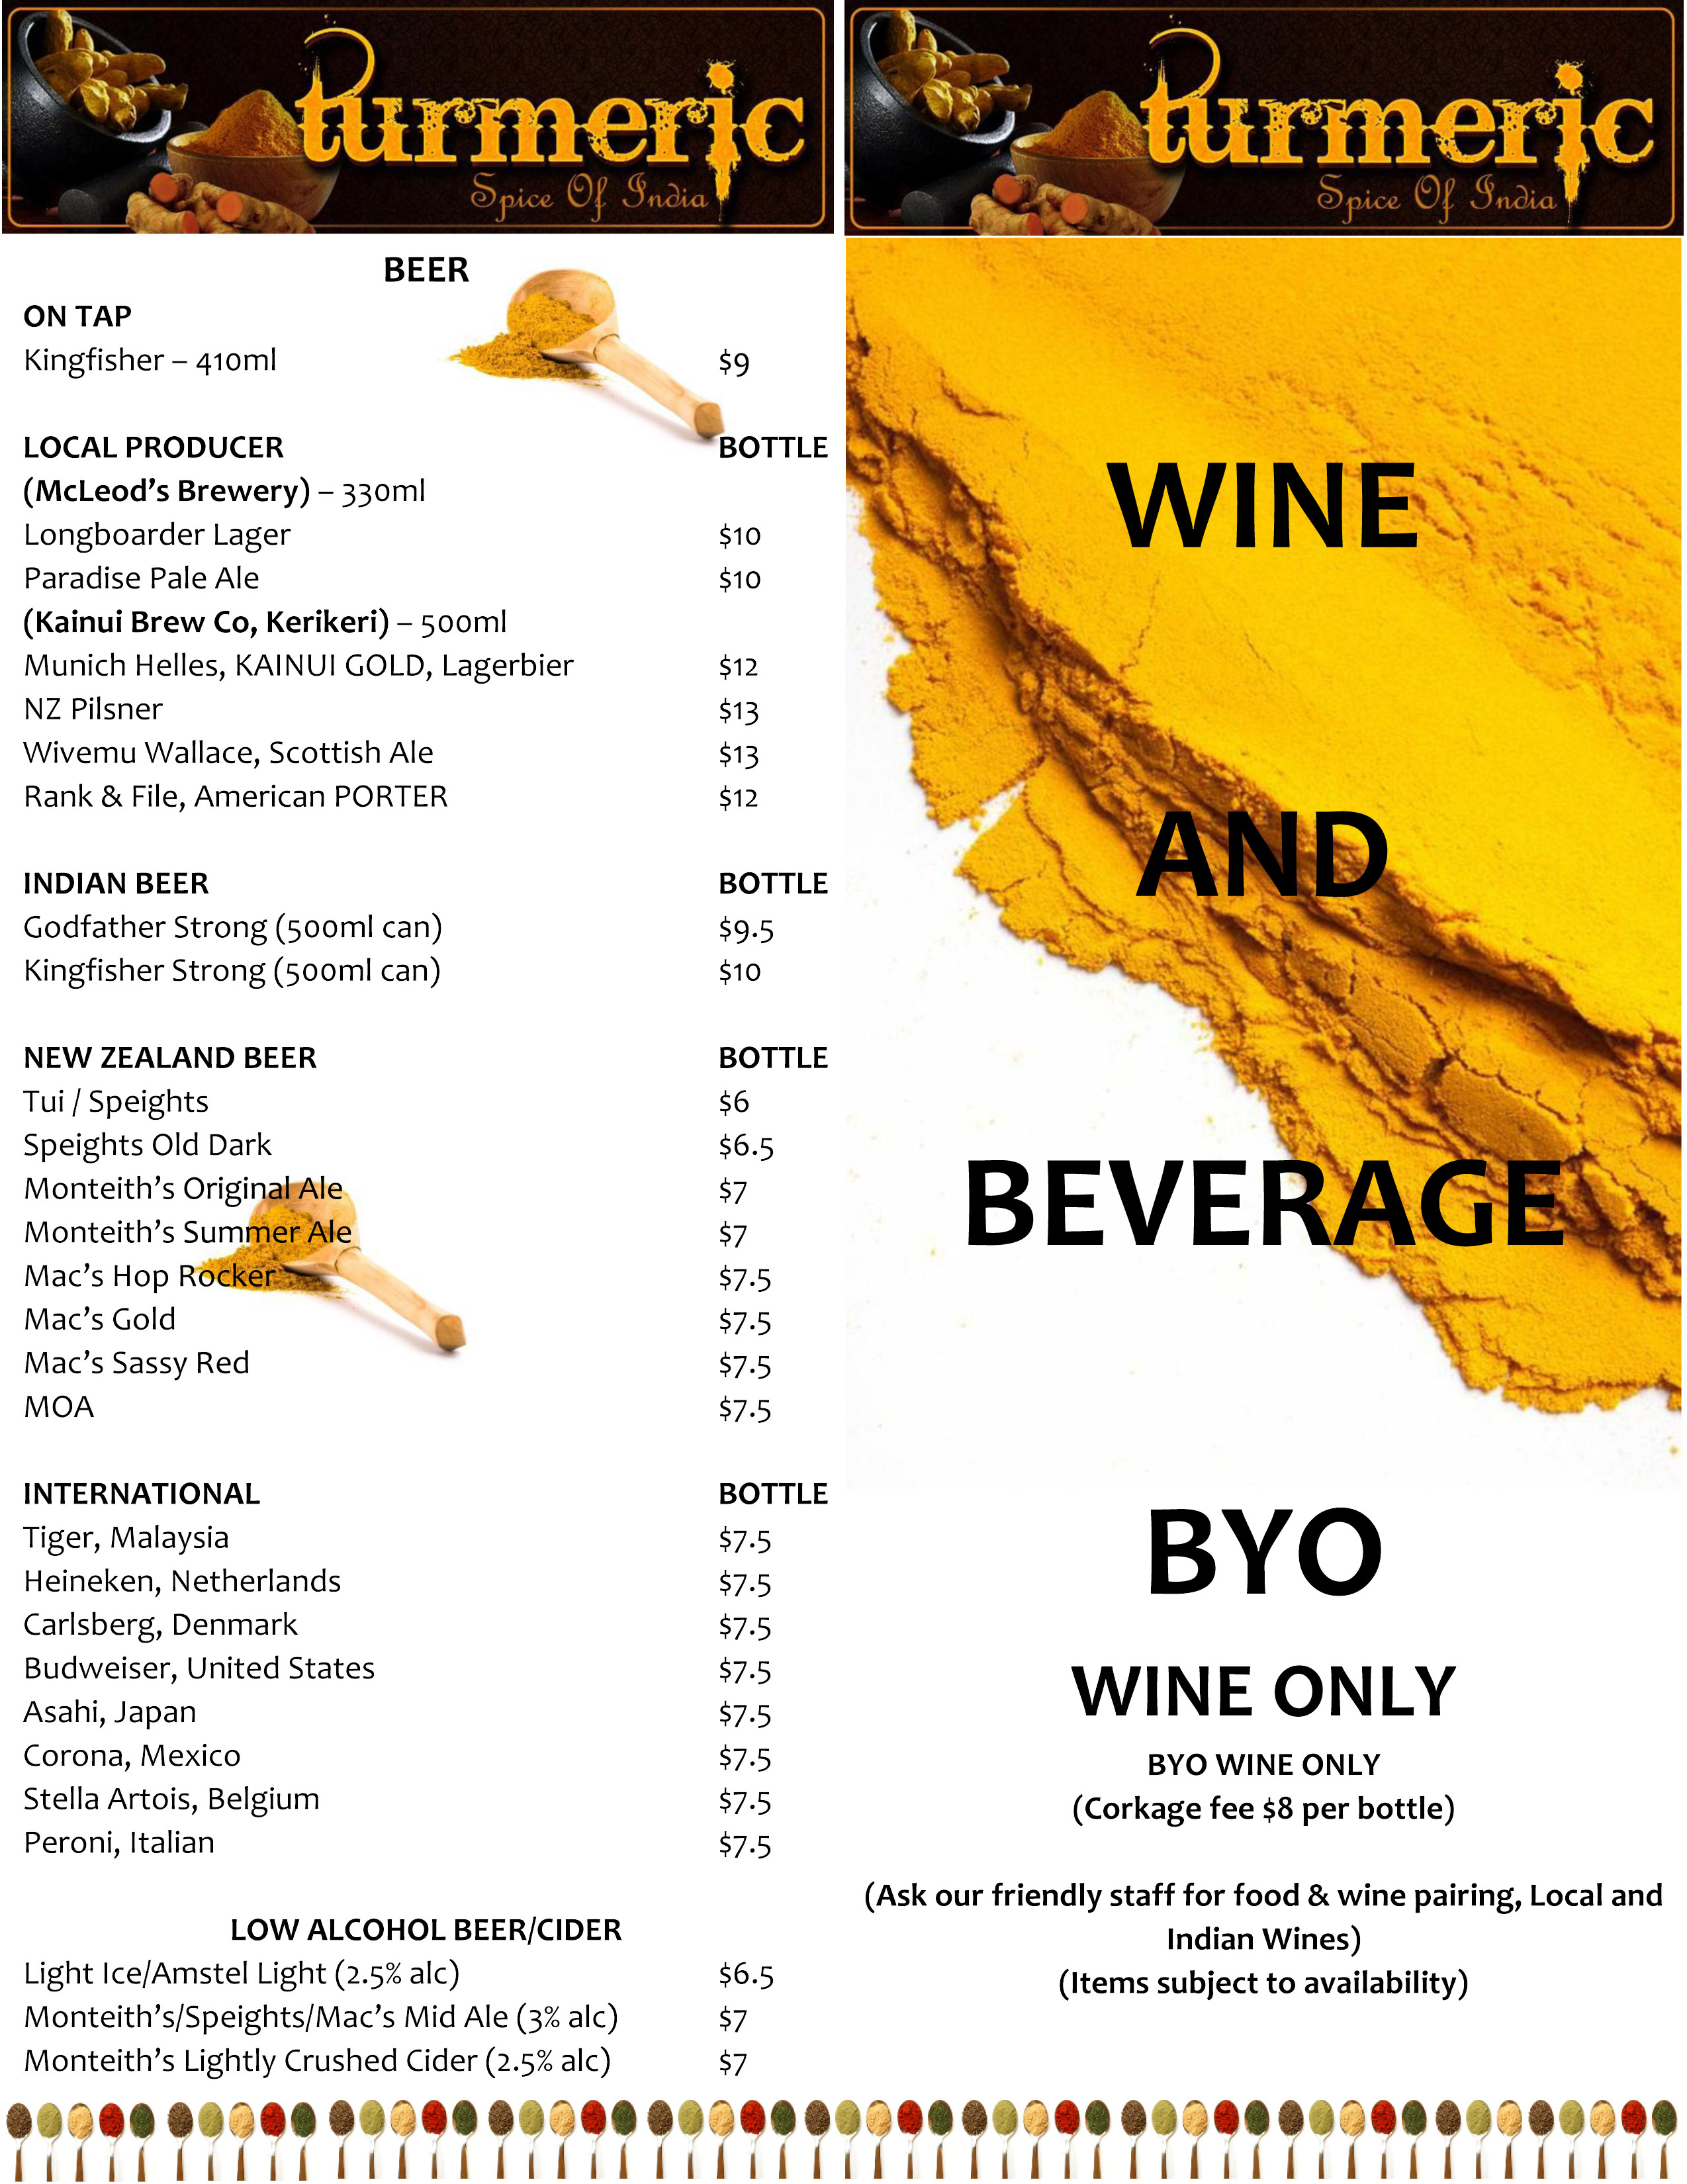 turmeric
Spice Of India
BEER
ON TAP
Kingfisher – 410ml $9
LOCAL PRODUCER BOTTLE
(McLeod’s Brewery) – 330ml
Longboarder Lager $10
Paradise Pale Ale $10
(Kainui Brew Co, Kerikeri) – 500ml
Munich Helles, KAINUI GOLD, Lagerbier $12
NZ Pilsner $13
Wivemu Wallace, Scottish Ale $13
Rank & File, American PORTER $12
INDIAN BEER BOTTLE
Godfather Strong (500ml can) $9.5
Kingfisher Strong (500ml can) $10
NEW ZEALAND BEER BOTTLE
Tui / Speights $6
Speights Old Dark $6.5
Monteith’s Original Ale $7
Monteith’s Summer Ale $7
Mac’s Hop Rocker $7.5
Mac’s Gold $7.5
Mac’s Sassy Red $7.5
MOA $7.5
INTERNATIONAL BOTTLE
Tiger, Malaysia $7.5
Heineken, Netherlands $7.5
Carlsberg, Denmark $7.5
Budweiser, United States $7.5
Asahi, Japan $7.5
Corona, Mexico $7.5
Stella Artois, Belgium $7.5
Peroni, Italian $7.5
LOW ALCOHOL BEER/CIDER
Light Ice/Amstel Light (2.5% alc) $6.5
Monteith’s/Speights/Mac’s Mid Ale (3% alc) $7
Monteith’s Lightly Crushed Cider (2.5% alc) $7
turmeric
Spice Of India
WINE
AND
BEVERAGE
BYO
WINE ONLY
BYO WINE ONLY
(Corkage fee $8 per bottle)
(Ask our friendly staff for food & wine pairing, Local and
Indian Wines)
(Items subject to availability)